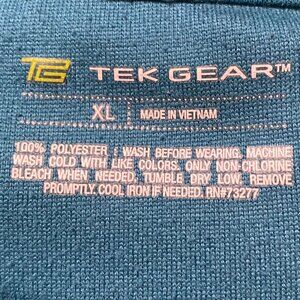 TG TEK GEAR™
XL MADE IN VIETNAM
100% POLYESTER : WASH BEFORE WEARING. MACHINE
WASH COLD WITH LIKE COLORS. ONLY NON-CHLORINE
BLEACH WHEN NEEDED. TUMBLE DRY LOW. REMOVE
PROMPTLY. COOL IRON IF NEEDED. RN#73277